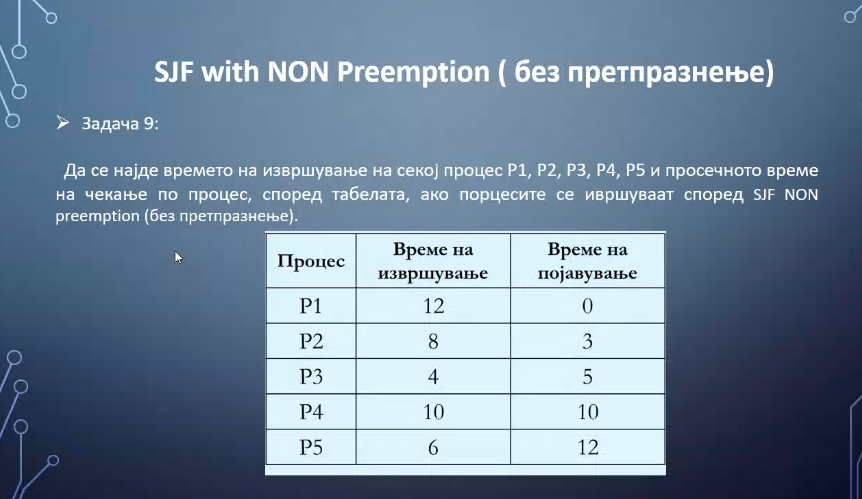 SJF with NON Preemption ( без претпразнење)
Задача 9:
Да се најде времето на извршување на секој процес P1, P2, P3, P4, P5 и просечното време
на чекање по процес, според табелата, ако порцесите се ивршуваат според SJF NON
preemption (без претпразнење).
Процес Време на извршување Време на појавување
P1 12 0
P2 8 3
P3 4 5
P4 10 10
P5 6 12